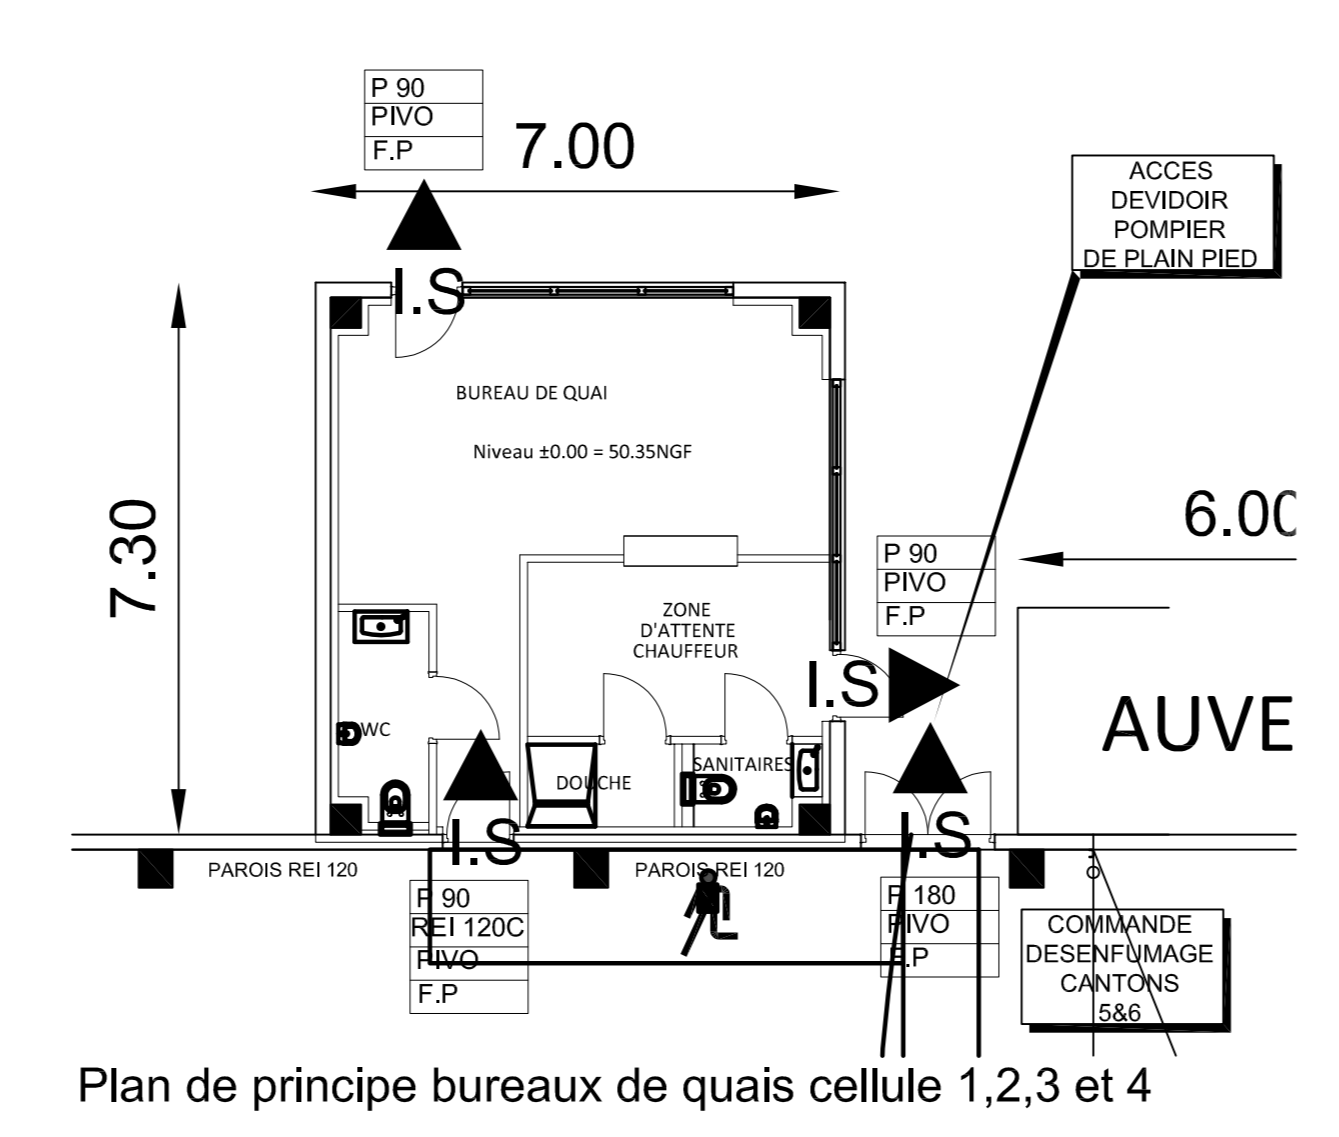 P 90
PIVO
F.P
7.00
ACCES
DEVIDOIR
POMPIER
DE PLAIN PIED
I.S
BUREAU DE QUAI
Niveau ±0.00 = 50.35NGF
7.30
6.00
P 90
PIVO
F.P
ZONE
D'ATTENTE
CHAUFFEUR
I.S
AUVE
WC
SANITAIRES
DOUCHE
I.S
I.S
PAROIS REI 120
PAROIS REI 120
P 90
REI 120C
PIVO
F.P
P 180
PIVO
F.P
COMMANDE
DESENFUMAGE
CANTONS
5&6
Plan de principe bureaux de quais cellule 1,2,3 et 4